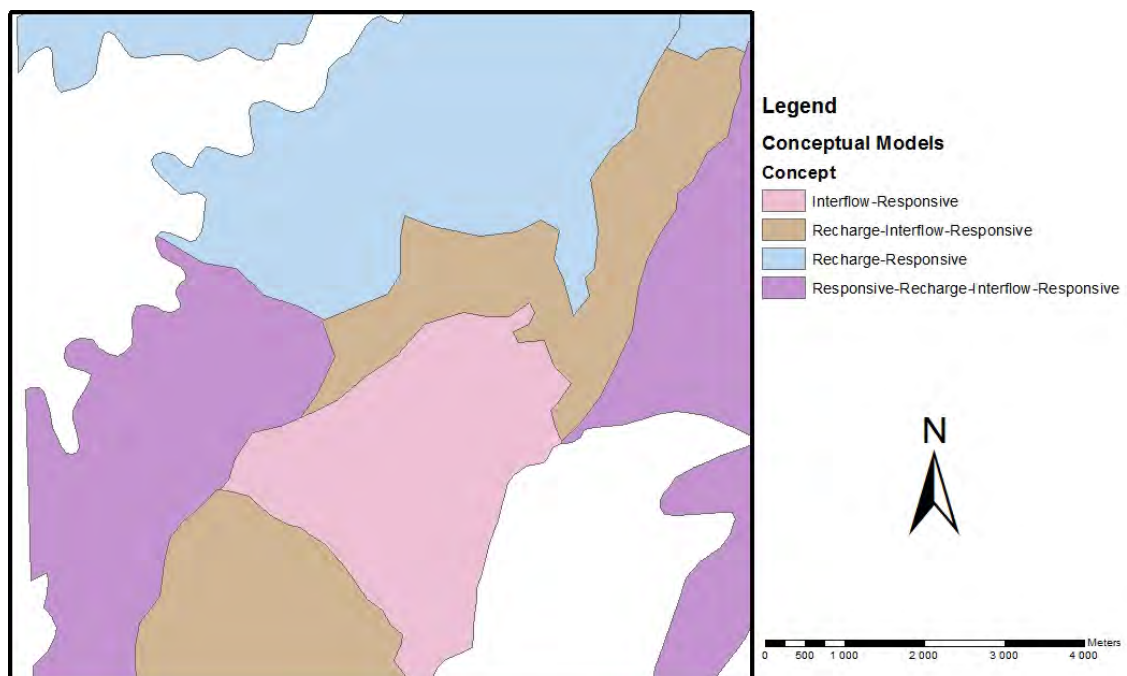 Legend
Conceptual Models
Concept
Interflow-Responsive
Recharge-Interflow-Responsive
Recharge-Responsive
Responsive-Recharge-Interflow-Responsive
N
Meters
0 500 1 000 2 000 3 000 4 000